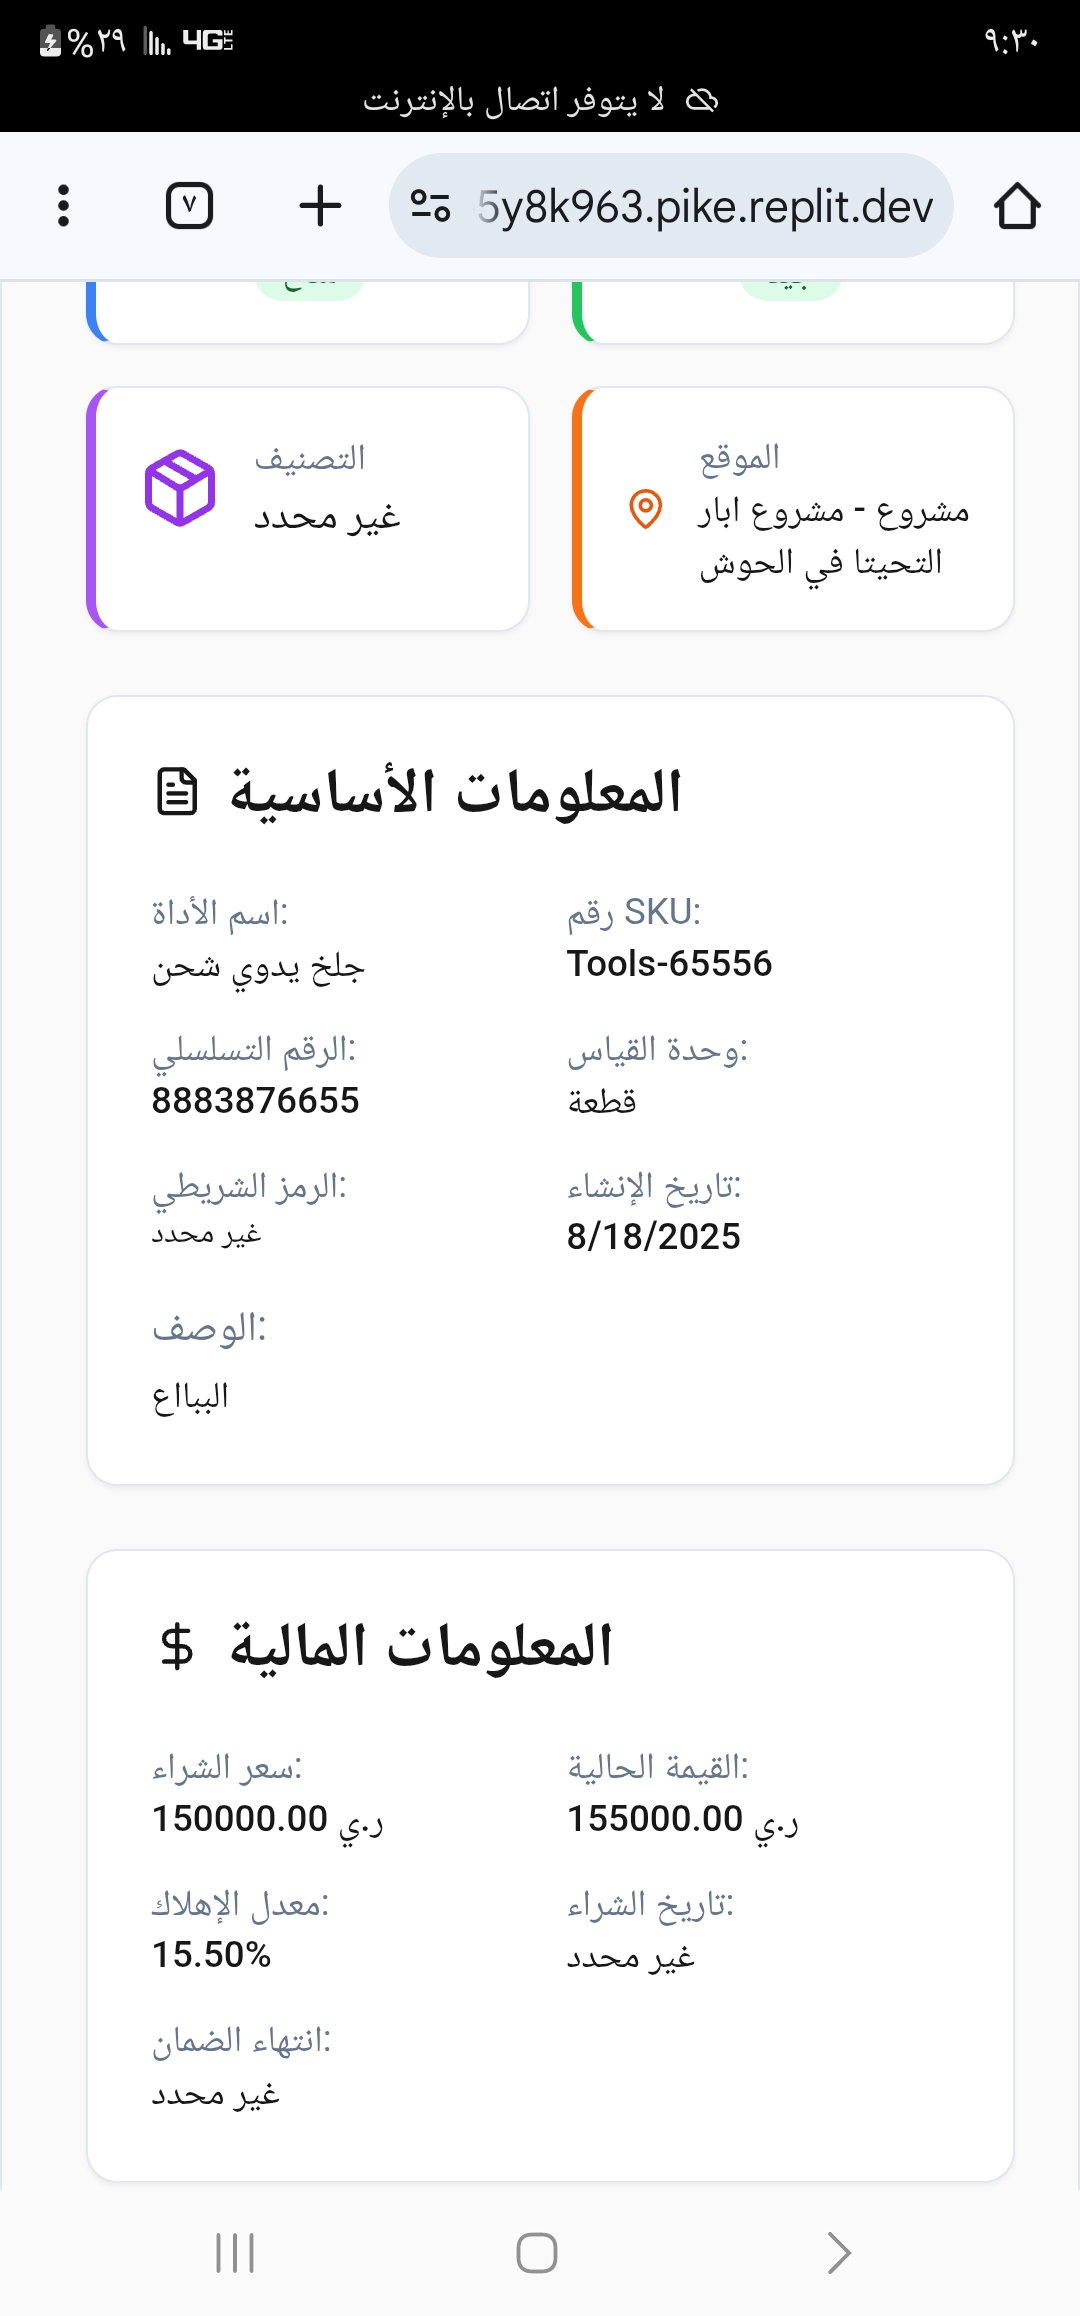 %٢٩ 4G LTE ٩:٣٠
لا يتوفر اتصال بالإنترنت
٧ 5y8k963.pike.replit.dev
الموقع
مشروع - مشروع ابار
التحيتا في الحوش
التصنيف
غير محدد
المعلومات الأساسية
اسم الأداة:
جلخ يدوي شحن
رقم SKU:
Tools-65556
الرقم التسلسلي:
8883876655
وحدة القياس:
قطعة
الرمز الشريطي:
غير محدد
تاريخ الإنشاء:
8/18/2025
الوصف:
البيااع
$ المعلومات المالية
سعر الشراء:
150000.00 ر.ي
القيمة الحالية:
155000.00 ر.ي
معدل الإهلاك:
15.50%
تاريخ الشراء:
غير محدد
انتهاء الضمان:
غير محدد